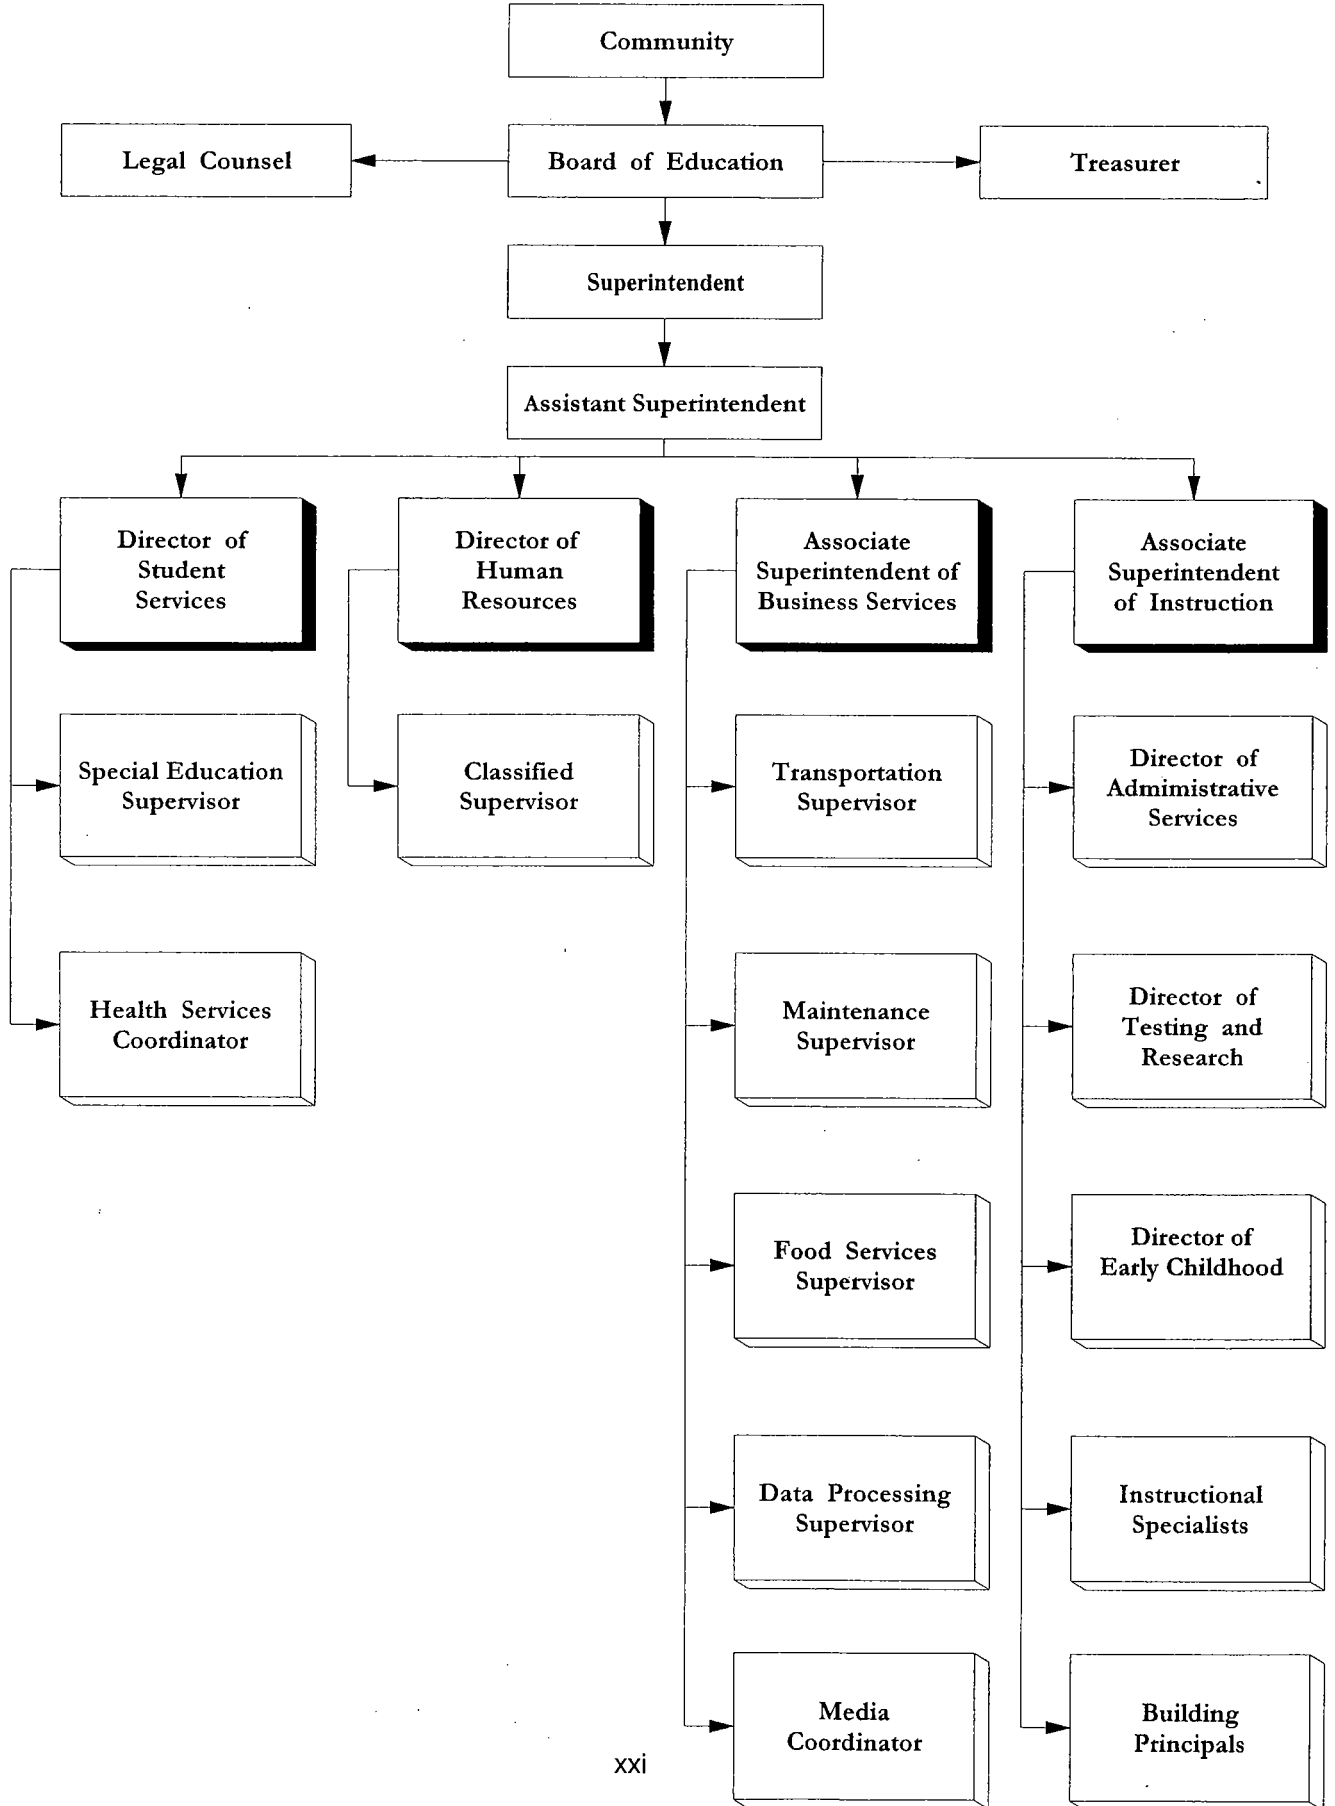 Community
Legal Counsel
Board of Education
Treasurer
Superintendent
Assistant Superintendent
Director of
Student
Services
Director of
Human
Resources
Associate
Superintendent of
Business Services
Associate
Superintendent
of Instruction
Special Education
Supervisor
Classified
Supervisor
Transportation
Supervisor
Director of
Admimistrative
Services
Health Services
Coordinator
Maintenance
Supervisor
Director of
Testing and
Research
Food Services
Supervisor
Director of
Early Childhood
Data Processing
Supervisor
Instructional
Specialists
Media
Coordinator
Building
Principals
xxi